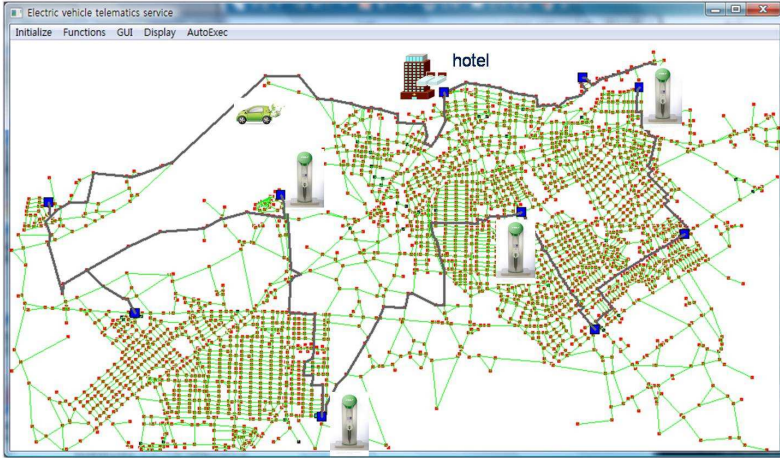 Electric vehicle telematics service
Initialize Functions GUI Display AutoExec
hotel